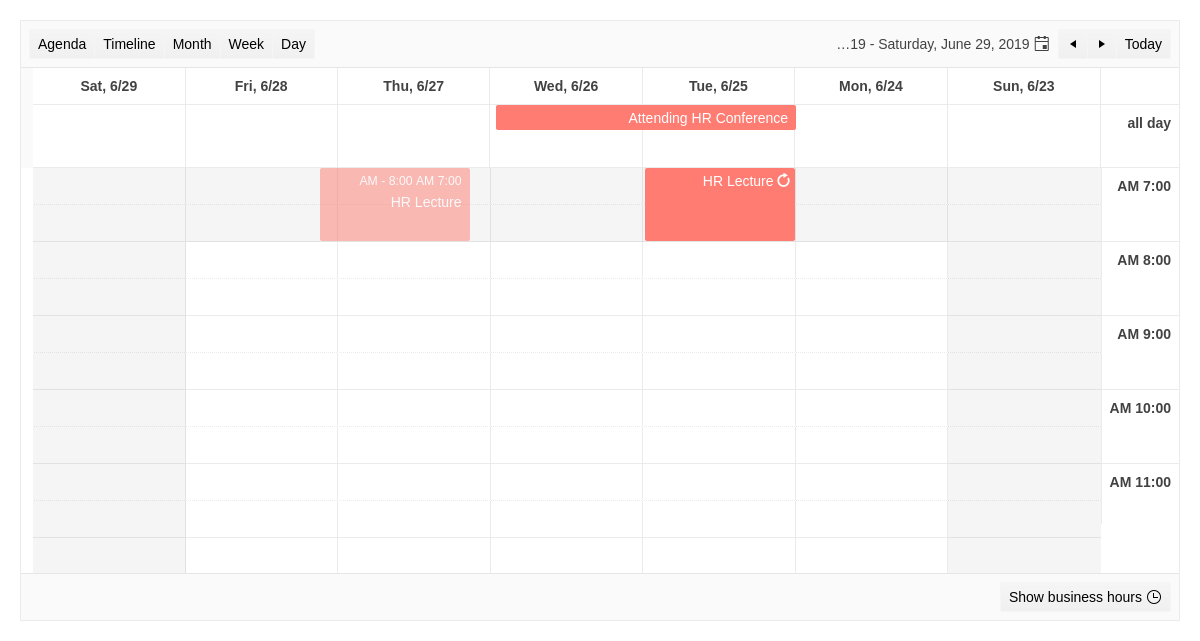 Agenda Timeline Month Week Day
…19 - Saturday, June 29, 2019
Today
Sat, 6/29 Fri, 6/28 Thu, 6/27 Wed, 6/26 Tue, 6/25 Mon, 6/24 Sun, 6/23
Attending HR Conference
all day
AM - 8:00 AM 7:00
HR Lecture
HR Lecture
AM 7:00
AM 8:00
AM 9:00
AM 10:00
AM 11:00
Show business hours